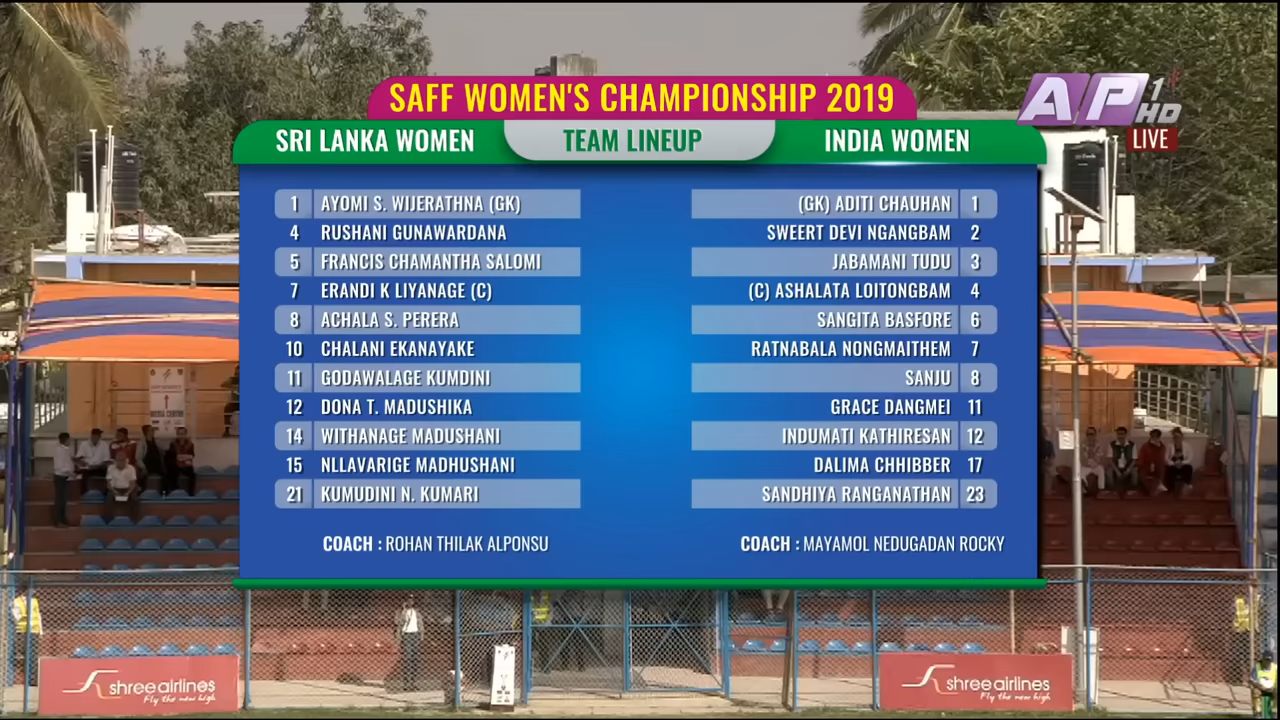 SAFF WOMEN'S CHAMPIONSHIP 2019
AP1 HD
LIVE
SRI LANKA WOMEN TEAM LINEUP INDIA WOMEN
1 AYOMI S. WIJERATHNA (GK) (GK) ADITI CHAUHAN 1
4 RUSHANI GUNAWARDANA SWEERT DEVI NGANGBAM 2
5 FRANCIS CHAMANTHA SALOMI JABAMANI TUDU 3
7 ERANDI K LIYANAGE (C) (C) ASHALATA LOITONGBAM 4
8 ACHALA S. PERERA SANGITA BASFORE 6
10 CHALANI EKANAYAKE RATNABALA NONGMAITHEM 7
11 GODAWALAGE KUMDINI SANJU 8
12 DONA T. MADUSHIKA GRACE DANGMEI 11
14 WITHANAGE MADUSHANI INDUMATI KATHIRESAN 12
15 NLLAVARIGE MADHUSHANI DALIMA CHHIBBER 17
21 KUMUDINI N. KUMARI SANDHIYA RANGANATHAN 23
COACH : ROHAN THILAK ALPONSU COACH : MAYAMOL NEDUGADAN ROCKY
MEDIA CENTRE
shree airlines
Fly the new high
shree airlines
Fly the new high